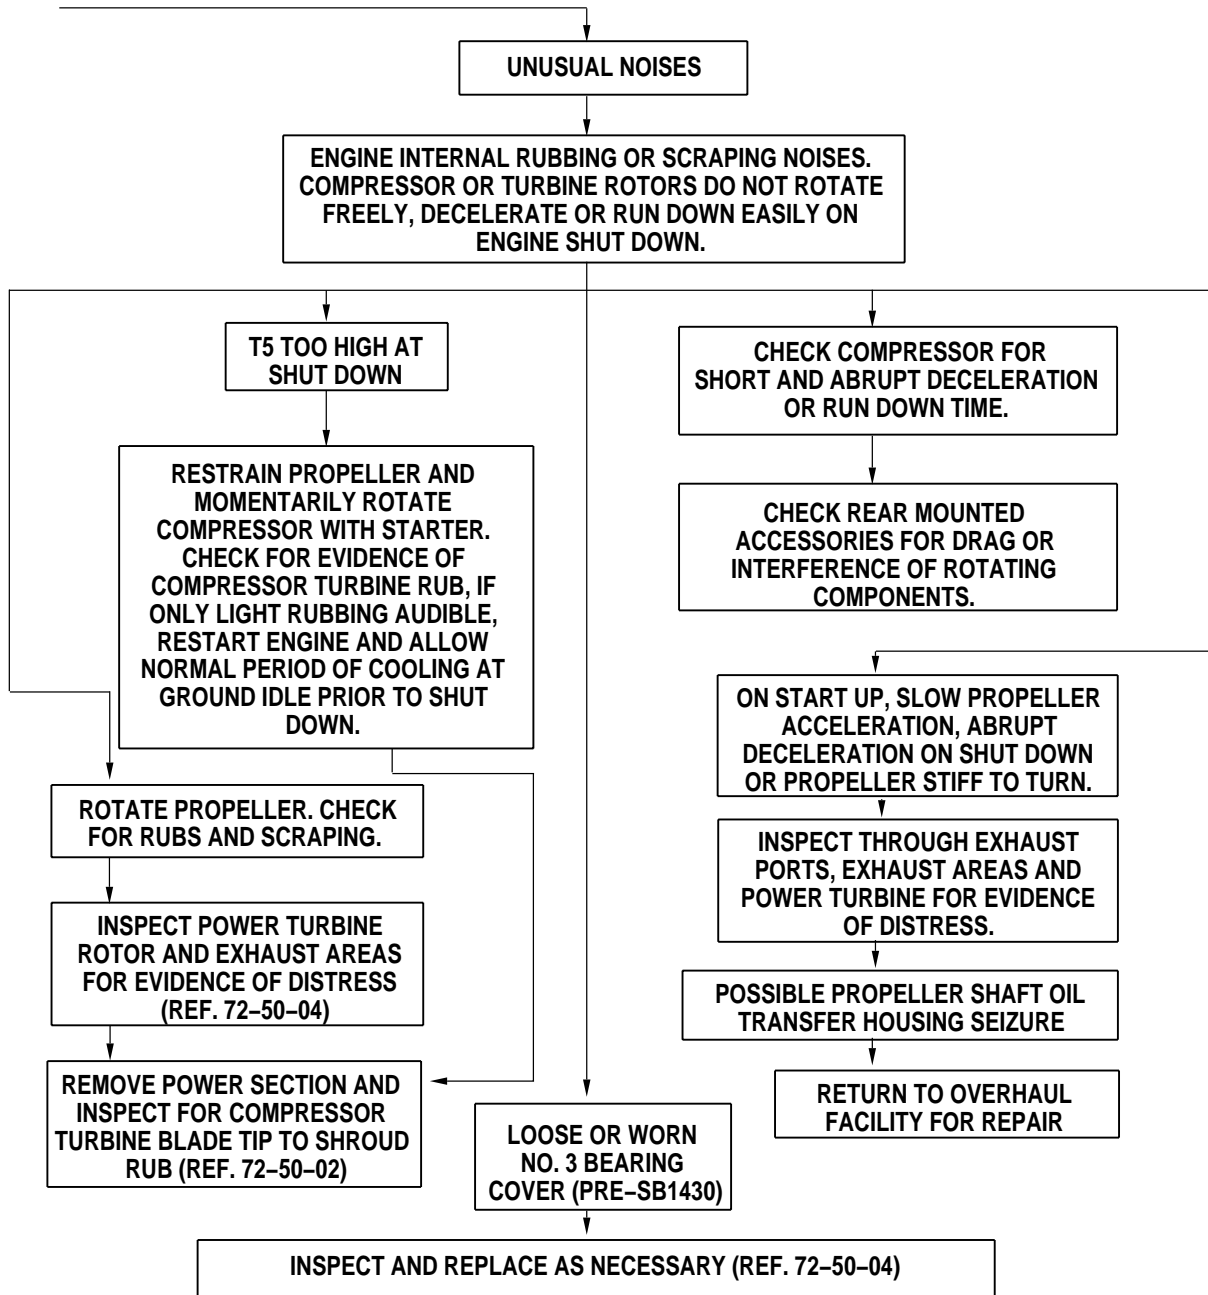 UNUSUAL NOISES
ENGINE INTERNAL RUBBING OR SCRAPING NOISES.
COMPRESSOR OR TURBINE ROTORS DO NOT ROTATE
FREELY, DECELERATE OR RUN DOWN EASILY ON
ENGINE SHUT DOWN.
T5 TOO HIGH AT
SHUT DOWN
RESTRAIN PROPELLER AND
MOMENTARILY ROTATE
COMPRESSOR WITH STARTER.
CHECK FOR EVIDENCE OF
COMPRESSOR TURBINE RUB, IF
ONLY LIGHT RUBBING AUDIBLE,
RESTART ENGINE AND ALLOW
NORMAL PERIOD OF COOLING AT
GROUND IDLE PRIOR TO SHUT
DOWN.
ROTATE PROPELLER. CHECK
FOR RUBS AND SCRAPING.
INSPECT POWER TURBINE
ROTOR AND EXHAUST AREAS
FOR EVIDENCE OF DISTRESS
(REF. 72–50–04)
REMOVE POWER SECTION AND
INSPECT FOR COMPRESSOR
TURBINE BLADE TIP TO SHROUD
RUB (REF. 72–50–02)
LOOSE OR WORN
NO. 3 BEARING
COVER (PRE–SB1430)
INSPECT AND REPLACE AS NECESSARY (REF. 72–50–04)
CHECK COMPRESSOR FOR
SHORT AND ABRUPT DECELERATION
OR RUN DOWN TIME.
CHECK REAR MOUNTED
ACCESSORIES FOR DRAG OR
INTERFERENCE OF ROTATING
COMPONENTS.
ON START UP, SLOW PROPELLER
ACCELERATION, ABRUPT
DECELERATION ON SHUT DOWN
OR PROPELLER STIFF TO TURN.
INSPECT THROUGH EXHAUST
PORTS, EXHAUST AREAS AND
POWER TURBINE FOR EVIDENCE
OF DISTRESS.
POSSIBLE PROPELLER SHAFT OIL
TRANSFER HOUSING SEIZURE
RETURN TO OVERHAUL
FACILITY FOR REPAIR